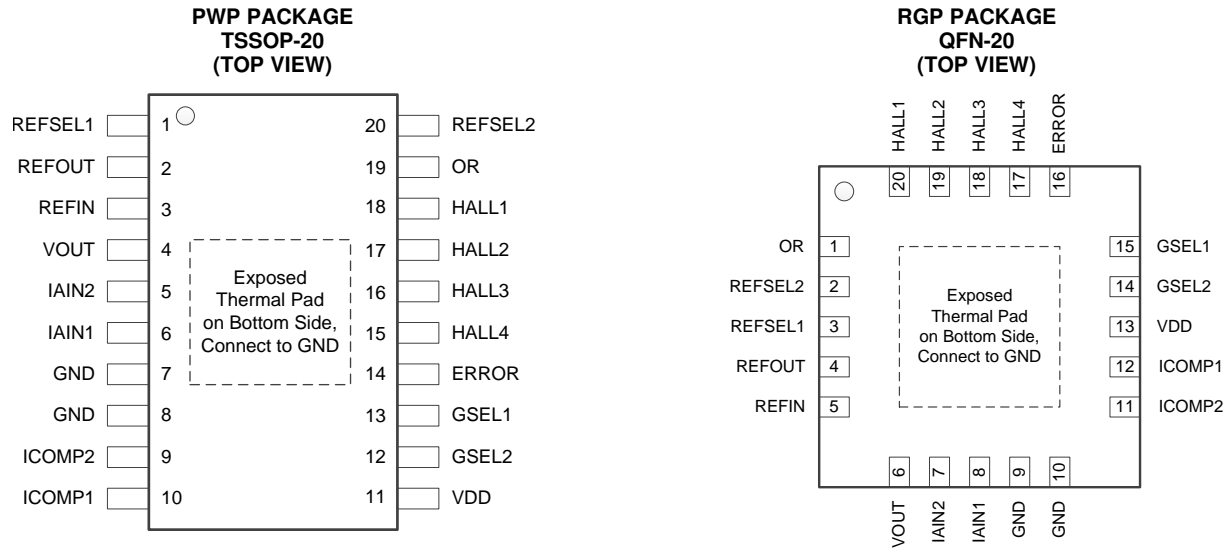 PWP PACKAGE
TSSOP-20
(TOP VIEW)
REFSEL1 1 20 REFSEL2
REFOUT 2 19 OR
REFIN 3 18 HALL1
VOUT 4 17 HALL2
IAIN2 5 16 HALL3
IAIN1 6 15 HALL4
GND 7 14 ERROR
GND 8 13 GSEL1
ICOMP2 9 12 GSEL2
ICOMP1 10 11 VDD
Exposed
Thermal Pad
on Bottom Side,
Connect to GND
RGP PACKAGE
QFN-20
(TOP VIEW)
HALL1 HALL2 HALL3 HALL4 ERROR
20 19 18 17 16
OR 1 15 GSEL1
REFSEL2 2 14 GSEL2
REFSEL1 3 13 VDD
REFOUT 4 12 ICOMP1
REFIN 5 11 ICOMP2
Exposed
Thermal Pad
on Bottom Side,
Connect to GND
6 7 8 9 10
VOUT IAIN2 IAIN1 GND GND